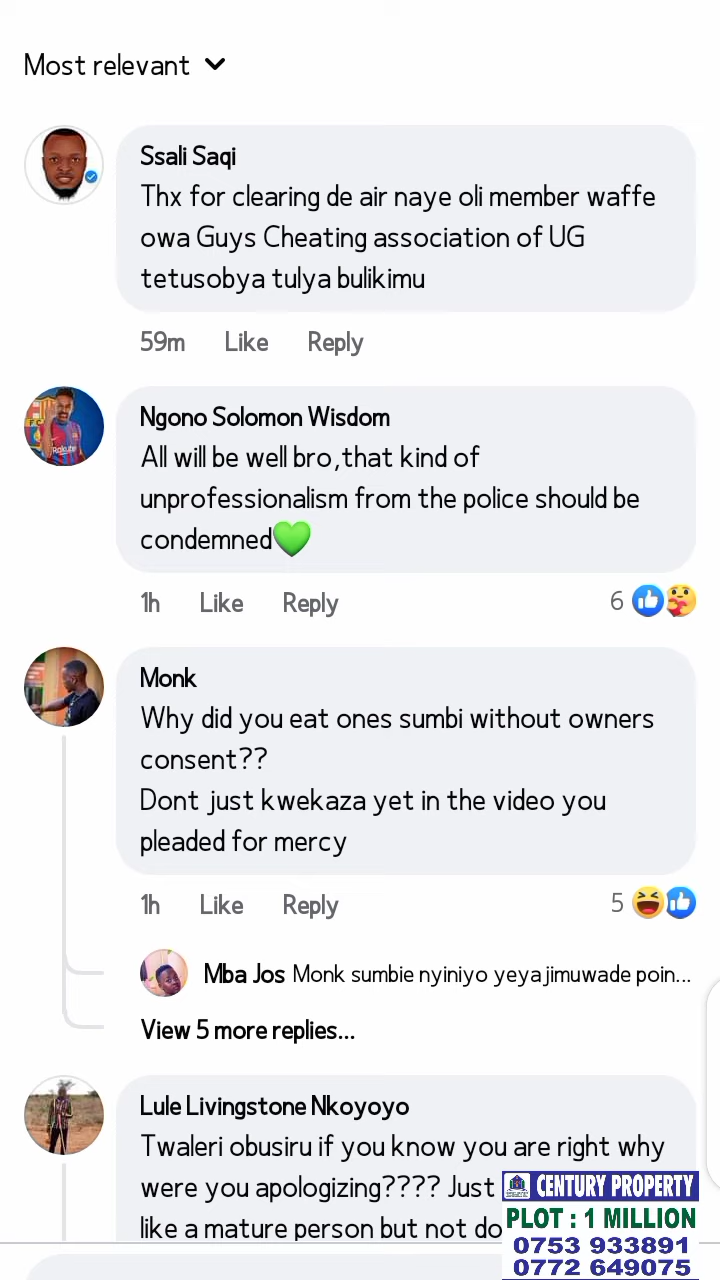 Most relevant
Ssali Saqi
Thx for clearing de air naye oli member waffe
owa Guys Cheating association of UG
tetusobya tulya bulikimu
59m Like Reply
Ngono Solomon Wisdom
All will be well bro,that kind of
unprofessionalism from the police should be
condemned💚
1h Like Reply 6
Monk
Why did you eat ones sumbi without owners
consent??
Dont just kwekaza yet in the video you
pleaded for mercy
1h Like Reply 5
Mba Jos Monk sumbie nyiniyo yeyajimuwade poin...
View 5 more replies...
Lule Livingstone Nkoyoyo
Twaleri obusiru if you know you are right why
were you apologizing???? Just
like a mature person but not do
CENTURY PROPERTY
PLOT : 1 MILLION
0753 933891
0772 649075